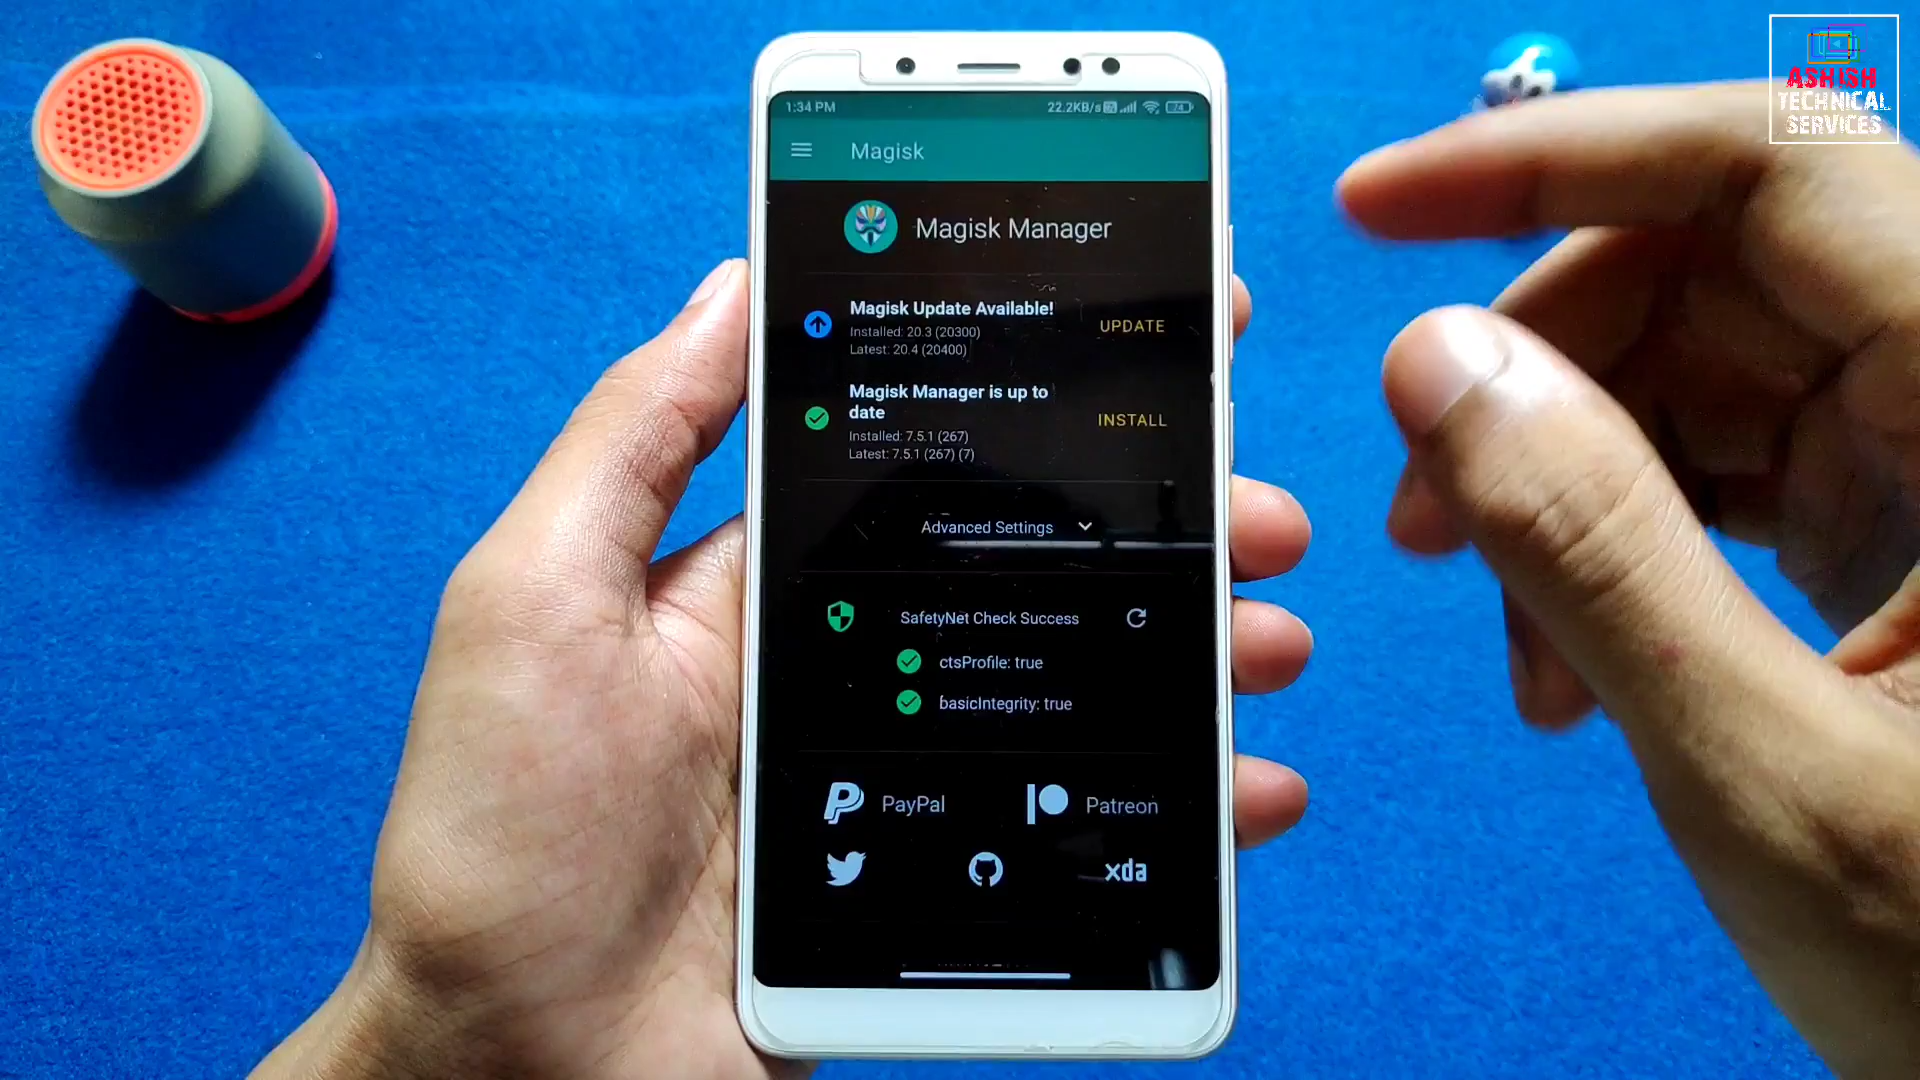 ASHISH
TECHNICAL
SERVICES
1:34 PM
22.2KB/s
74
Magisk
Magisk Manager
Magisk Update Available!
Installed: 20.3 (20300)
Latest: 20.4 (20400)
UPDATE
Magisk Manager is up to
date
Installed: 7.5.1 (267)
Latest: 7.5.1 (267) (7)
INSTALL
Advanced Settings
SafetyNet Check Success
ctsProfile: true
basicIntegrity: true
PayPal
Patreon
xda